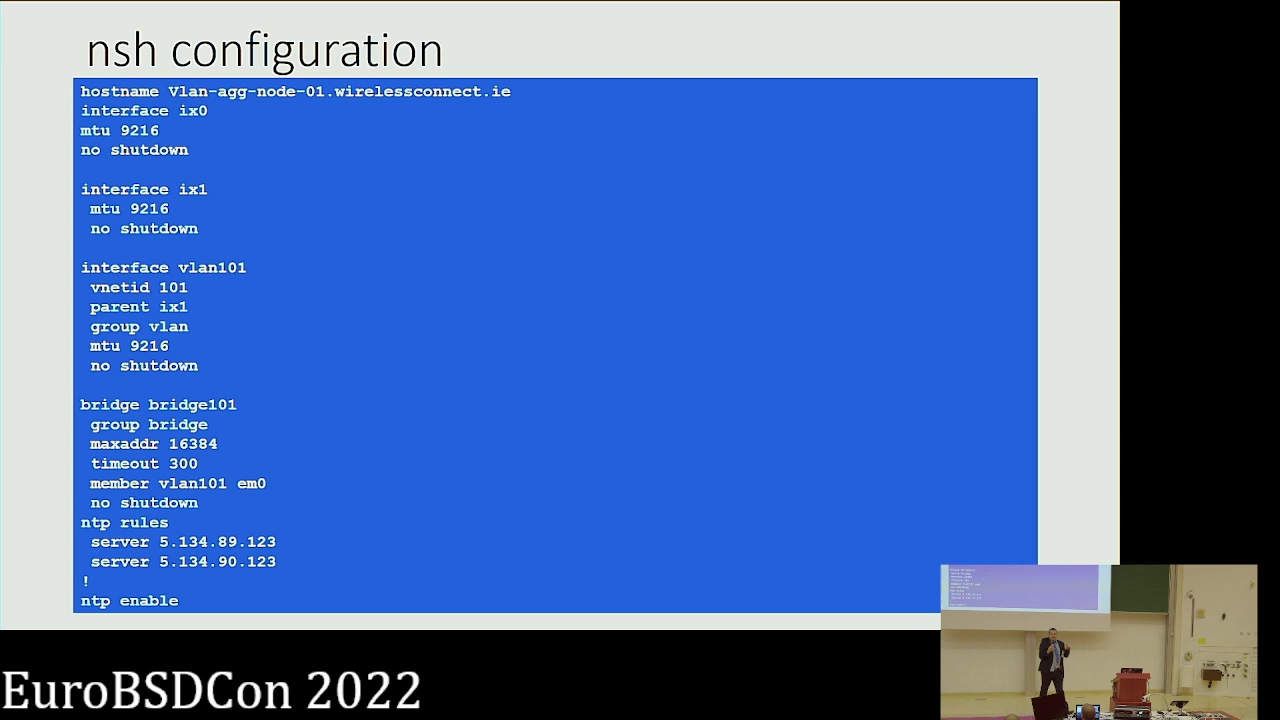 nsh configuration
hostname Vlan-agg-node-01.wirelessconnect.ie
interface ix0
mtu 9216
no shutdown
interface ix1
mtu 9216
no shutdown
interface vlan101
vnetid 101
parent ix1
group vlan
mtu 9216
no shutdown
bridge bridge101
group bridge
maxaddr 16384
timeout 300
member vlan101 em0
no shutdown
ntp rules
server 5.134.89.123
server 5.134.90.123
!
ntp enable
EuroBSDCon 2022